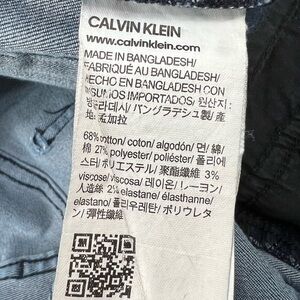 CALVIN KLEIN
www.calvinklein.com
MADE IN BANGLADESH/
FABRIQUÉ AU BANGLADESH/
HECHO EN BANGLADESH CON
INSUMOS IMPORTADOS/ 원산지 :
방글라데시/ バングラデシュ製/ 產
地: 孟加拉
68% cotton/ coton/ algodón/ 면/ 綿/
棉 27% polyester/ poliéster/ 폴리에
스터/ ポリエステル/ 聚酯纖維 3%
viscose/ viscosa/ 레이온/ レーヨン/
人造絲 2% elastane/ élasthanne/
elastano/ 폴리우레탄/ ポリウレタ
ン/ 彈性纖維